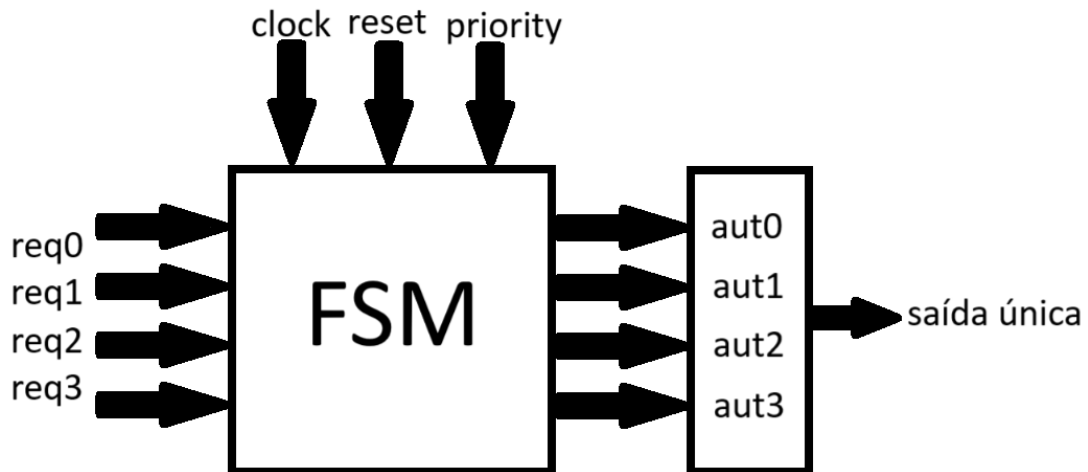 clock reset priority
req0
req1
req2
req3
FSM
aut0
aut1
aut2
aut3
saída única